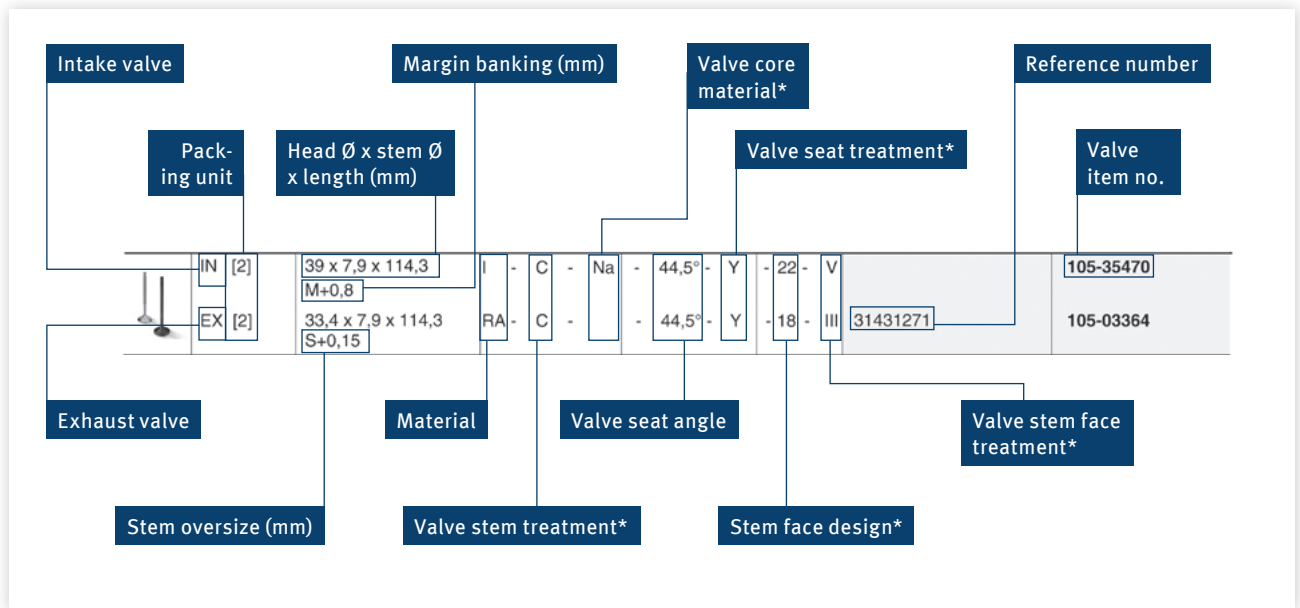 Intake valve
Margin banking (mm)
Valve core
material*
Reference number
Pack-
ing unit
Head Ø x stem Ø
x length (mm)
Valve seat treatment*
Valve
item no.
IN [2] 39 x 7,9 x 114,3 I - C - Na - 44,5° - Y - 22 - V 105-35470
M+0,8
EX [2] 33,4 x 7,9 x 114,3 RA - C - - 44,5° - Y - 18 - III 31431271 105-03364
S+0,15
Exhaust valve
Material
Valve seat angle
Valve stem face
treatment*
Stem oversize (mm)
Valve stem treatment*
Stem face design*